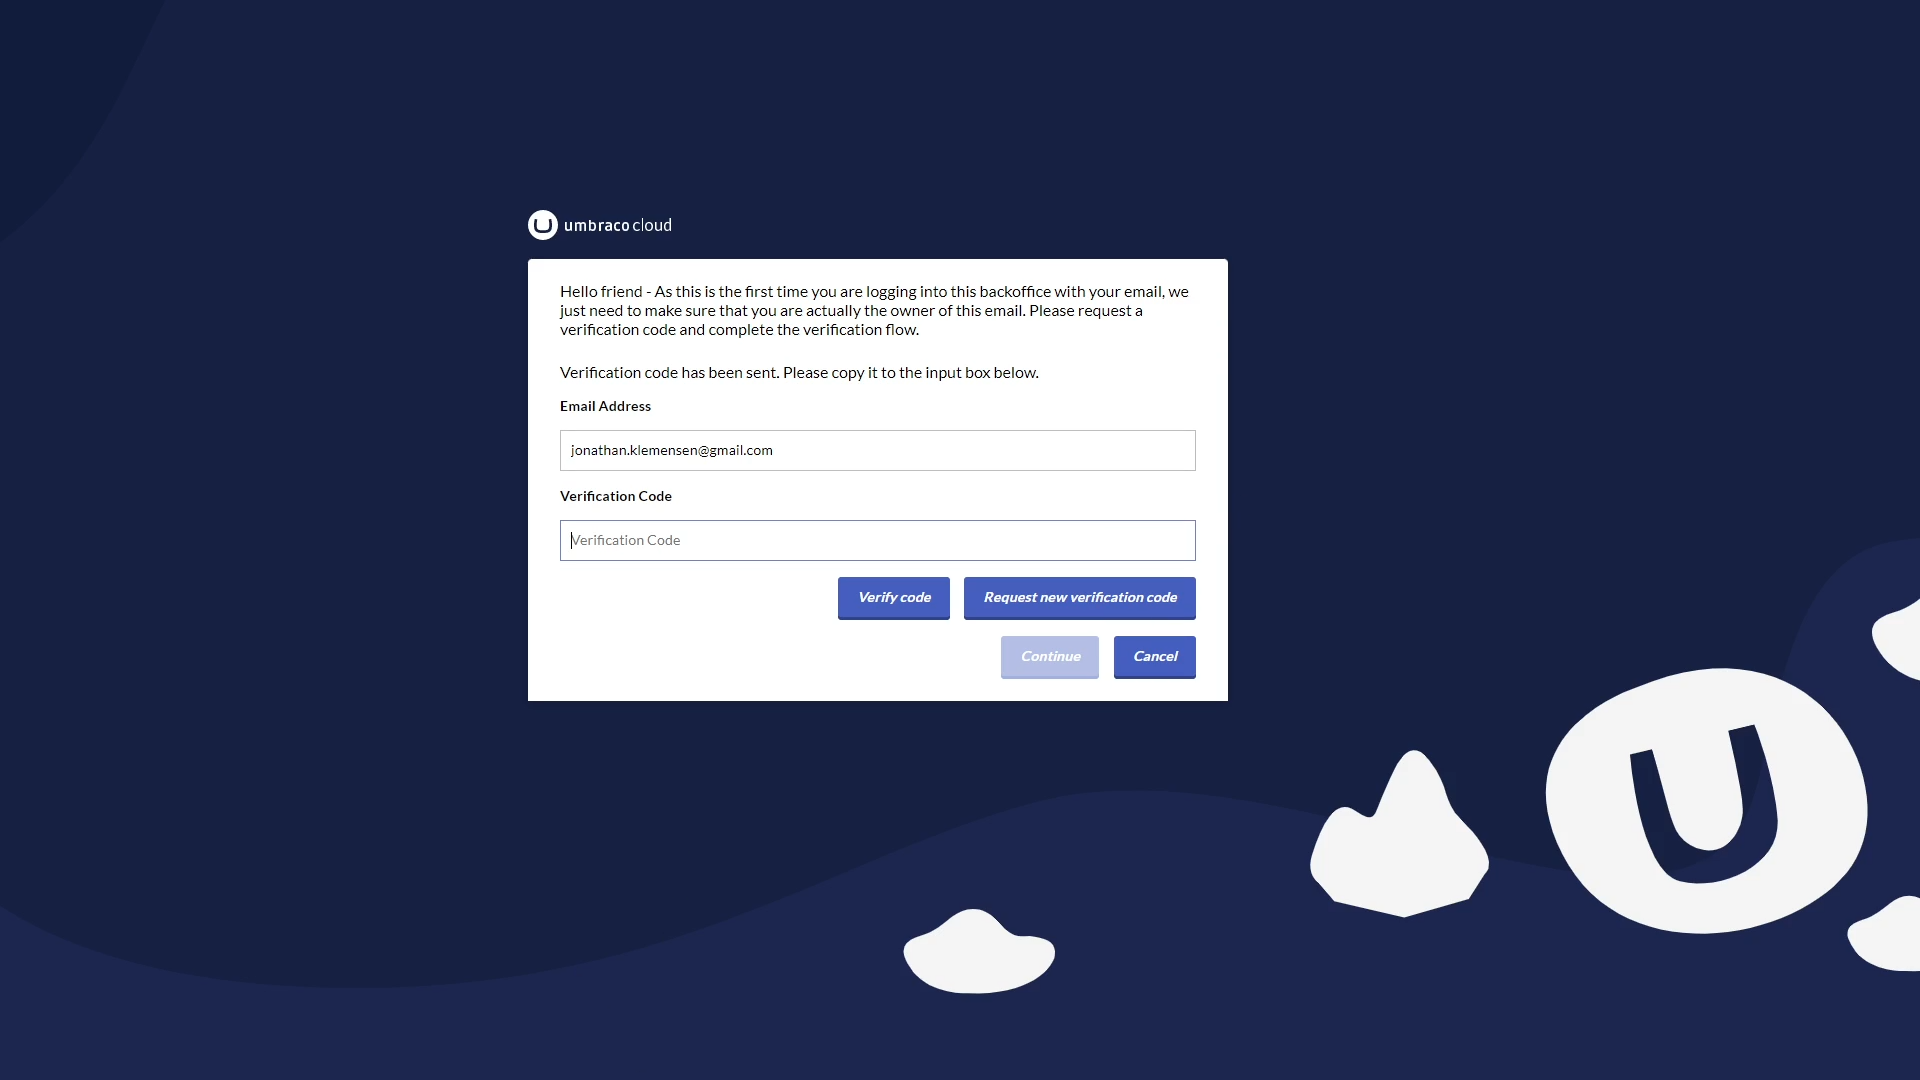 umbraco cloud
Hello friend - As this is the first time you are logging into this backoffice with your email, we
just need to make sure that you are actually the owner of this email. Please request a
verification code and complete the verification flow.
Verification code has been sent. Please copy it to the input box below.
Email Address
jonathan.klemensen@gmail.com
Verification Code
Verification Code
Verify code
Request new verification code
Continue
Cancel
U